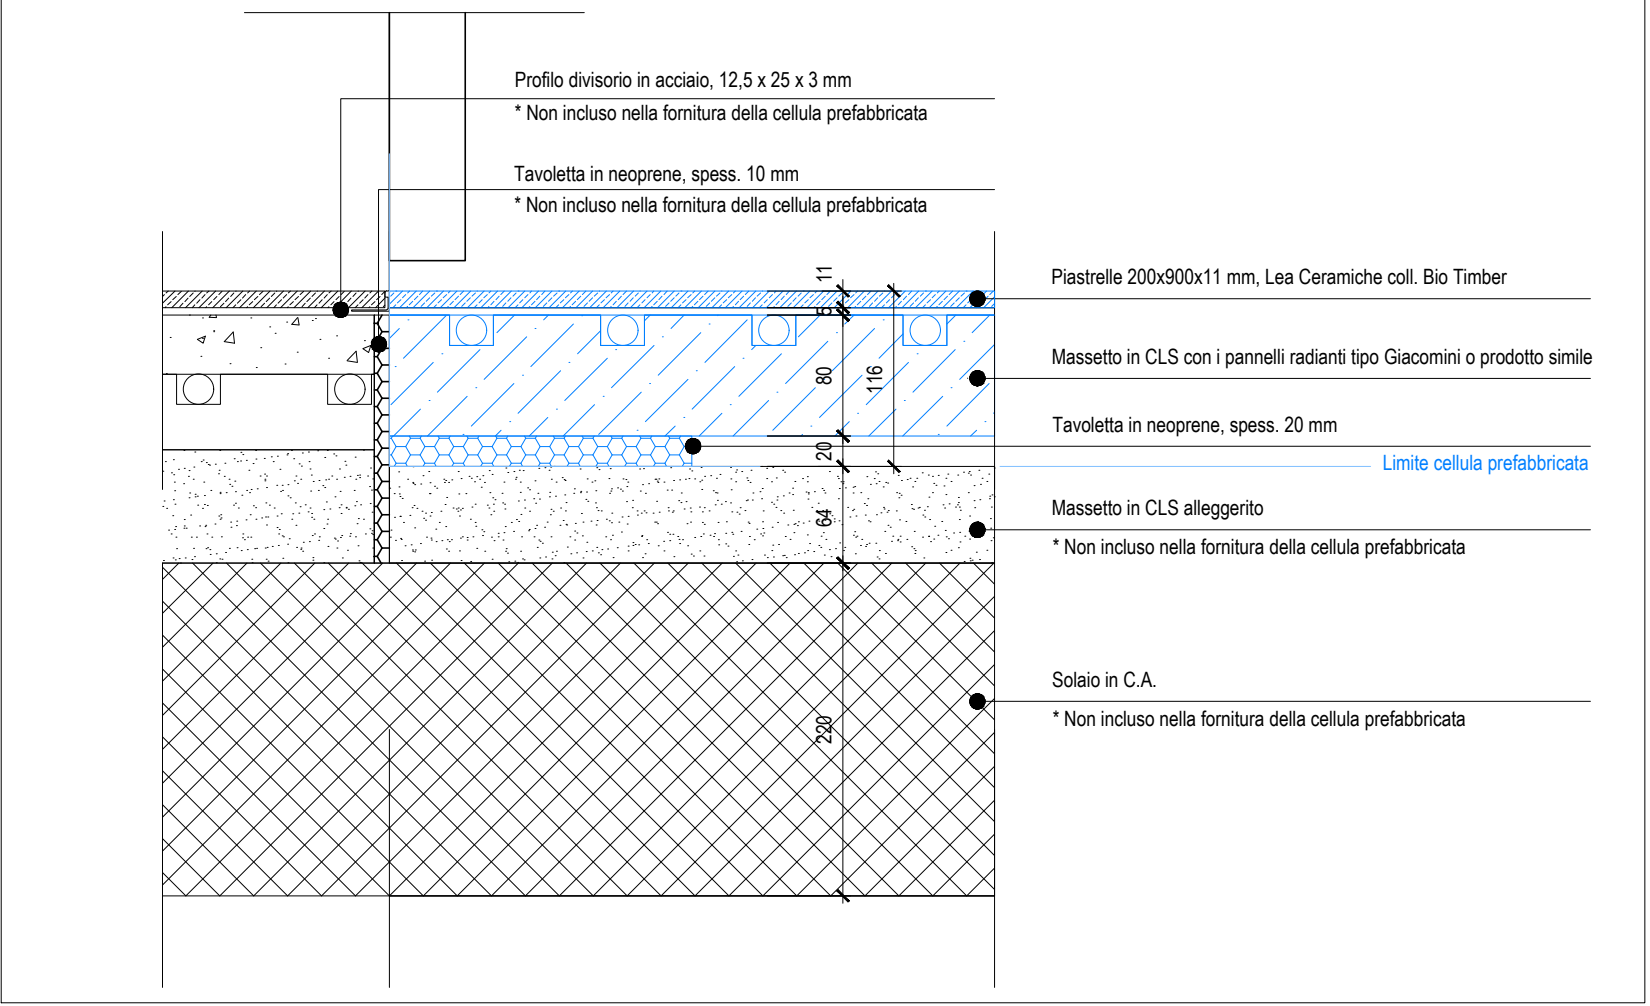 Profilo divisorio in acciaio, 12,5 x 25 x 3 mm
* Non incluso nella fornitura della cellula prefabbricata
Tavoletta in neoprene, spess. 10 mm
* Non incluso nella fornitura della cellula prefabbricata
Piastrelle 200x900x11 mm, Lea Ceramiche coll. Bio Timber
Massetto in CLS con i pannelli radianti tipo Giacomini o prodotto simile
Tavoletta in neoprene, spess. 20 mm
Limite cellula prefabbricata
Massetto in CLS alleggerito
* Non incluso nella fornitura della cellula prefabbricata
Solaio in C.A.
* Non incluso nella fornitura della cellula prefabbricata
11
5
80
116
20
64
220